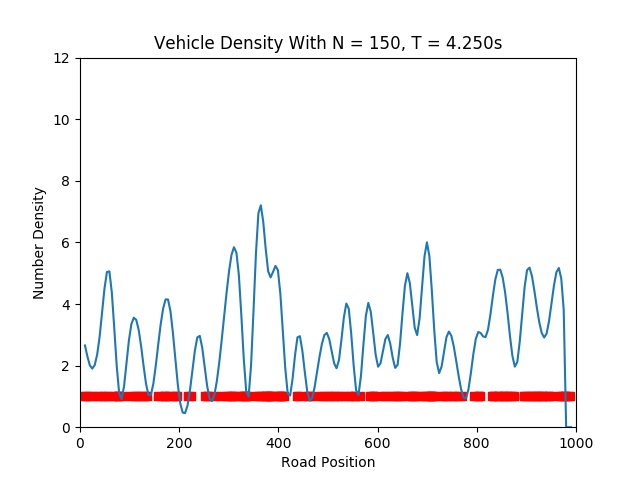 Vehicle Density With N = 150, T = 4.250s
12
10
8
6
4
2
0
Number Density
0 200 400 600 800 1000
Road Position